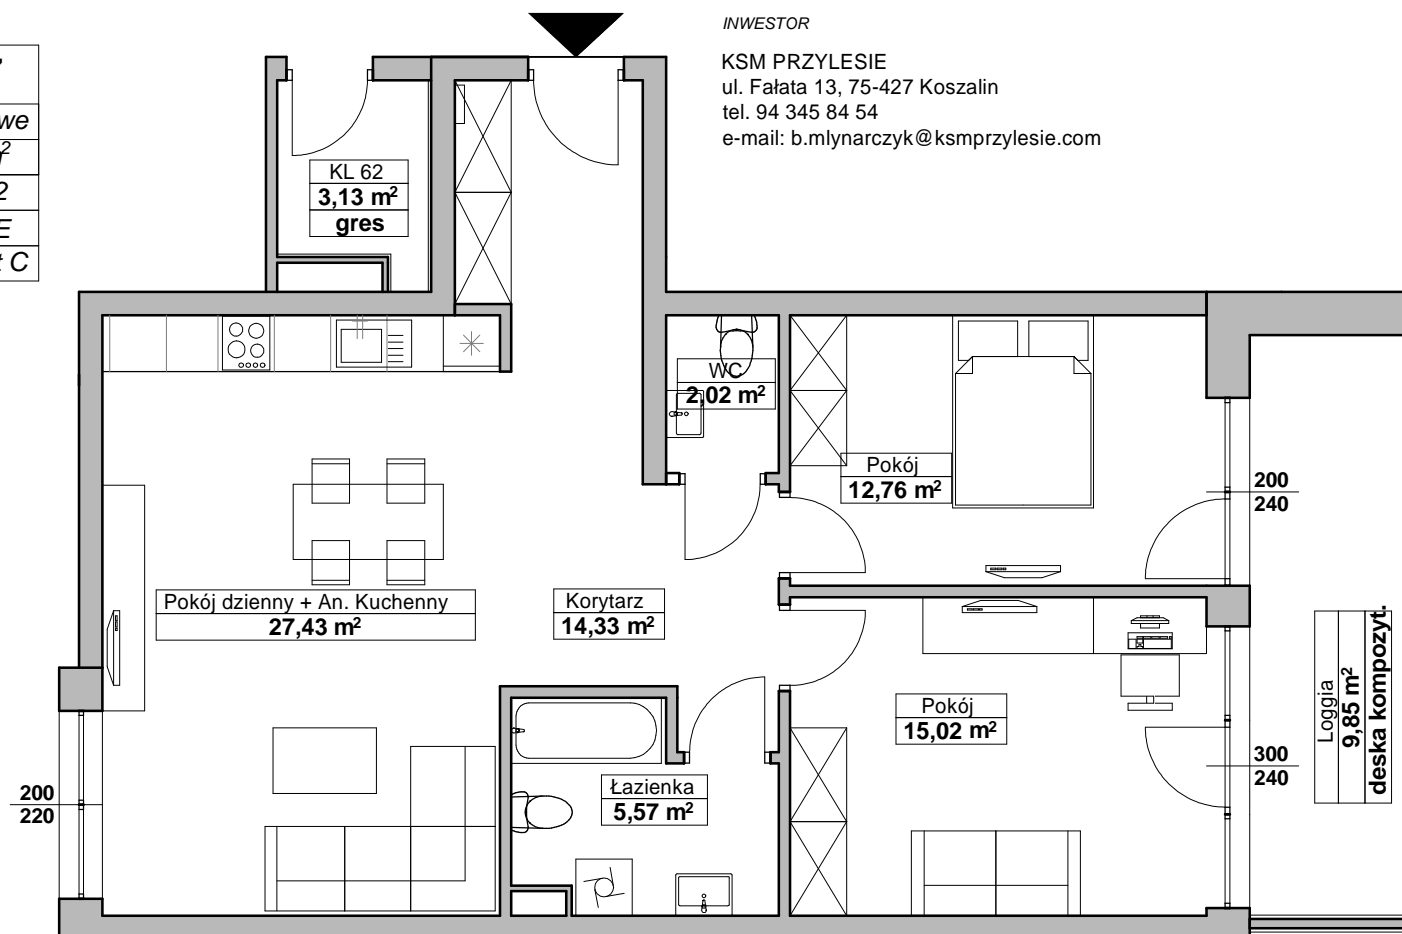 INWESTOR
KSM PRZYLESIE
ul. Fałata 13, 75-427 Koszalin
tel. 94 345 84 54
e-mail: b.mlynarczyk@ksmprzylesie.com
we
2
2
E
t C
KL 62
3,13 m²
gres
WC
2,02 m²
Pokój
12,76 m²
200
240
Pokój dzienny + An. Kuchenny
27,43 m²
Korytarz
14,33 m²
Pokój
15,02 m²
Loggia
9,85 m²
deska kompozyt.
300
240
Łazienka
5,57 m²
200
220